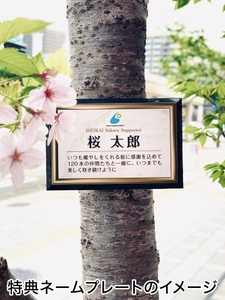 ISEIKAI Sakura Supporter
桜 太郎
いつも癒やしをくれる桜に感謝を込めて
120本の仲間たちと一緒に、いつまでも
美しく咲き続けますように
特典ネームプレートのイメージ